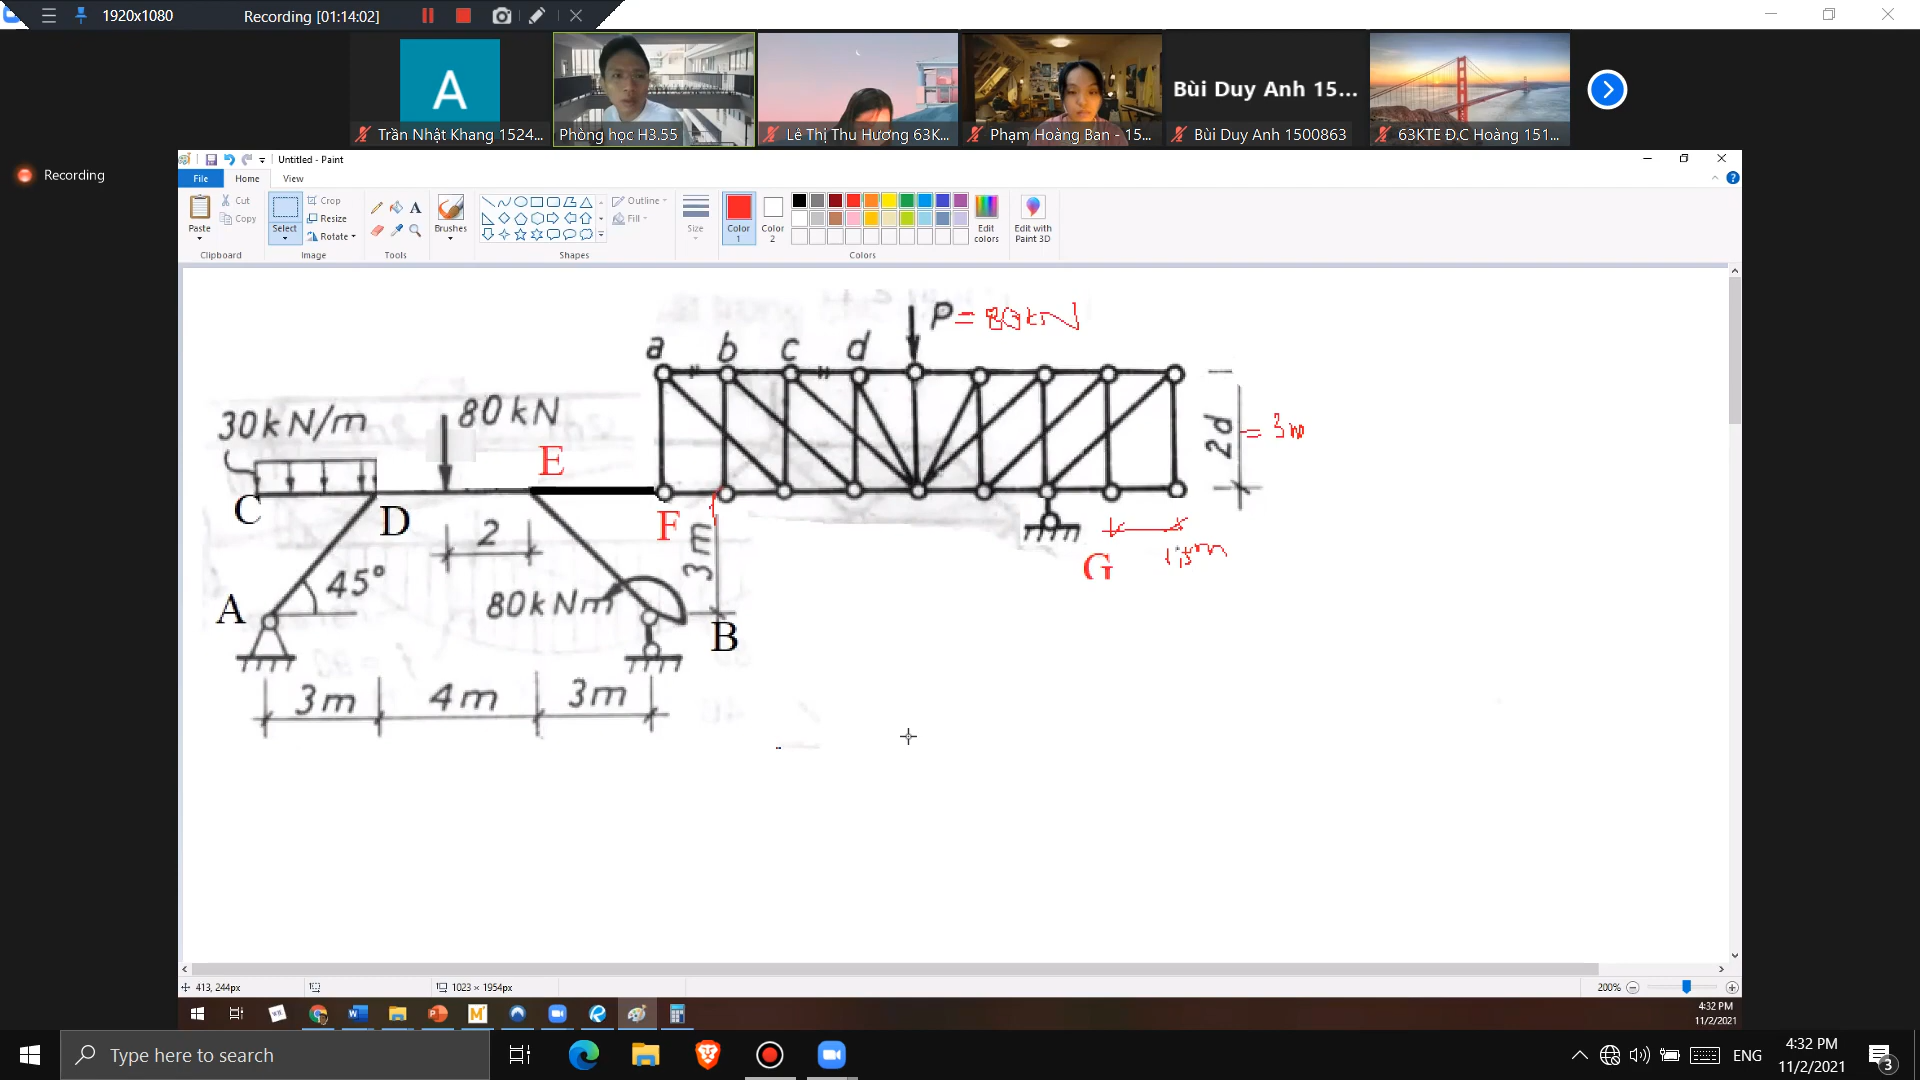 1920x1080
Recording [01:14:02]
A
Trần Nhật Khang 1524...
Phòng học H3.55
Lê Thị Thu Hương 63K...
Phạm Hoàng Ban - 15...
Bùi Duy Anh 15...
Bùi Duy Anh 1500863
63KTE Đ.C Hoàng 151...
Recording
Untitled - Paint
File
Home
View
Paste
Cut
Copy
Clipboard
Select
Crop
Resize
Rotate
Image
A
Tools
Brushes
Outline
Fill
Shapes
Size
Color
1
Color
2
Edit
colors
Colors
Edit with
Paint 3D
P = 80kN
a
b
c
d
30kN/m
80kN
E
2d
= 3m
C
D
F
2
3m
1,5m
G
45°
A
80kNm
B
3m
4m
3m
413, 244px
1023 × 1954px
200%
4:32 PM
11/2/2021
Type here to search
ENG
4:32 PM
11/2/2021
3